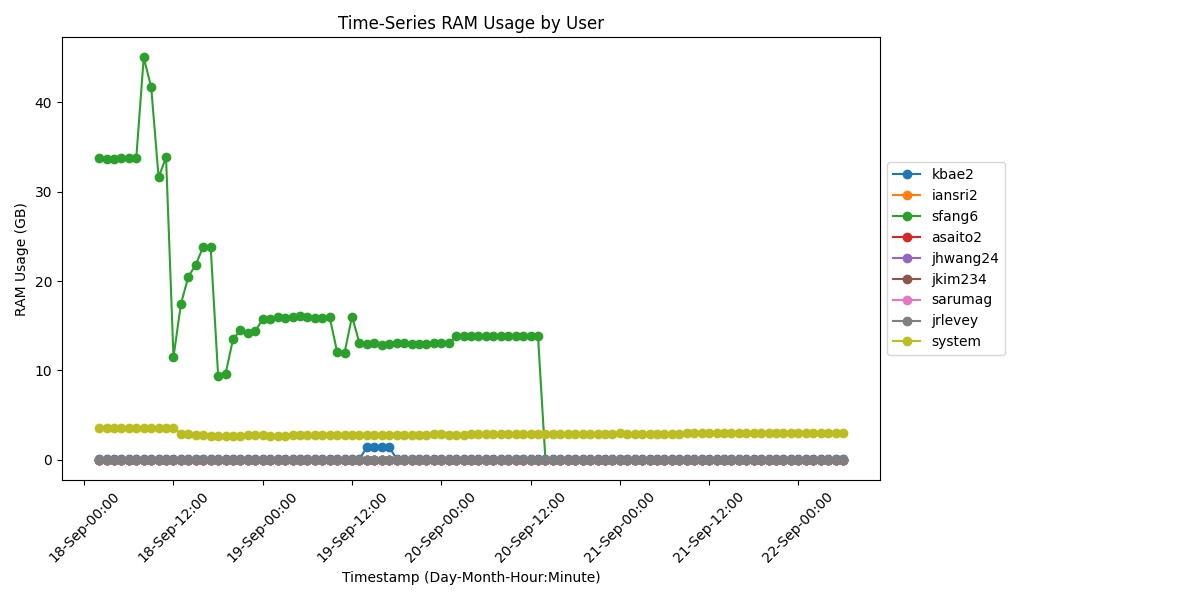 Time-Series RAM Usage by User
RAM Usage (GB)
40
30
20
10
0
18-Sep-00:00
18-Sep-12:00
19-Sep-00:00
19-Sep-12:00
20-Sep-00:00
20-Sep-12:00
21-Sep-00:00
21-Sep-12:00
22-Sep-00:00
Timestamp (Day-Month-Hour:Minute)
kbae2
iansri2
sfang6
asaito2
jhwang24
jkim234
sarumag
jrlevey
system